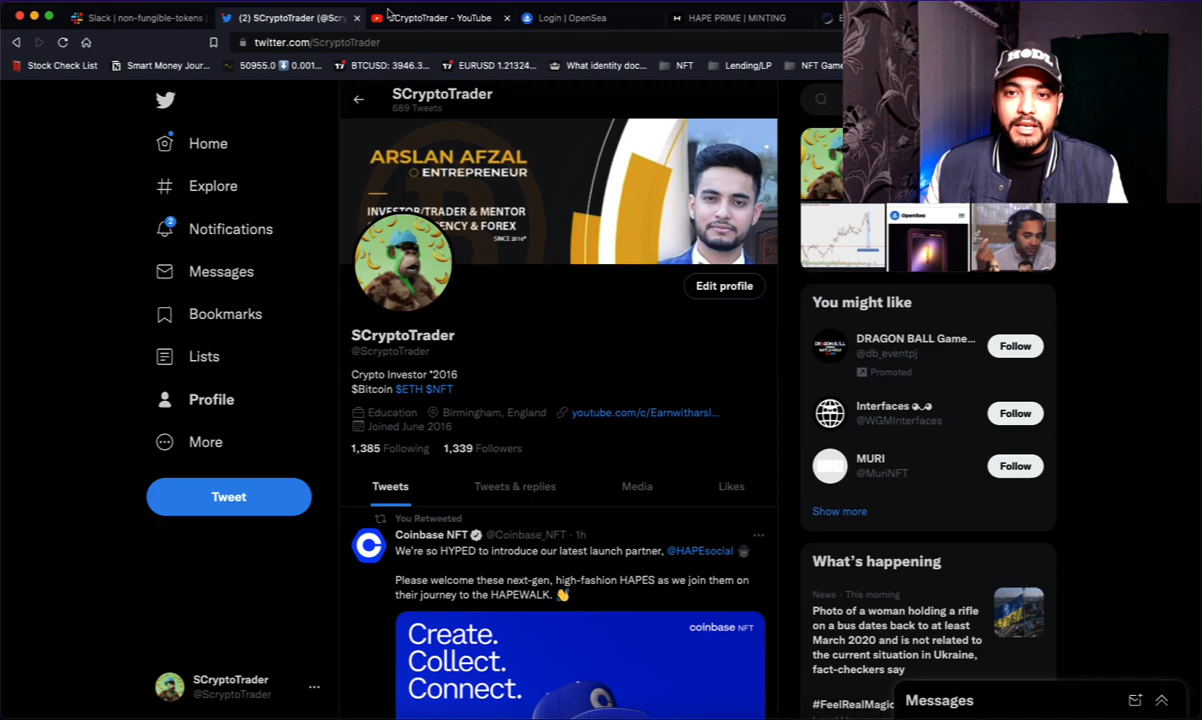 Slack | non-fungible-tokens
(2) SCryptoTrader (@Scry
SCryptoTrader - YouTube
Login | OpenSea
HAPE PRIME | MINTING
twitter.com/ScryptoTrader
Stock Check List
Smart Money Jour...
50955.0 ⬇ 0.001...
BTCUSD: 3946.3...
EURUSD 1.21324...
What identity doc...
NFT
Lending/LP
NFT Game
HODL
SCryptoTrader
689 Tweets
Home
Explore
2
Notifications
Messages
Bookmarks
Lists
Profile
More
Tweet
ARSLAN AFZAL
ENTREPRENEUR
INVESTOR/TRADER & MENTOR
& FOREX
SINCE 2016*
Edit profile
SCryptoTrader
@ScryptoTrader
Crypto Investor *2016
$Bitcoin $ETH $NFT
Education
Birmingham, England
youtube.com/c/Earnwitharsl...
Joined June 2016
1,385 Following
1,339 Followers
Tweets
Tweets & replies
Media
Likes
You Retweeted
Coinbase NFT @Coinbase_NFT · 1h
We're so HYPED to introduce our latest launch partner, @HAPEsocial
Please welcome these next-gen, high-fashion HAPES as we join them on
their journey to the HAPEWALK. 👏
Create.
Collect.
Connect.
coinbase NFT
OpenSea
You might like
DRAGON BALL Game...
@db_eventpj
Promoted
Follow
Interfaces
@WGMInterfaces
Follow
MURI
@MuriNFT
Follow
Show more
What's happening
News · This morning
Photo of a woman holding a rifle
on a bus dates back to at least
March 2020 and is not related to
the current situation in Ukraine,
fact-checkers say
#FeelRealMagic
Messages
SCryptoTrader
@ScryptoTrader